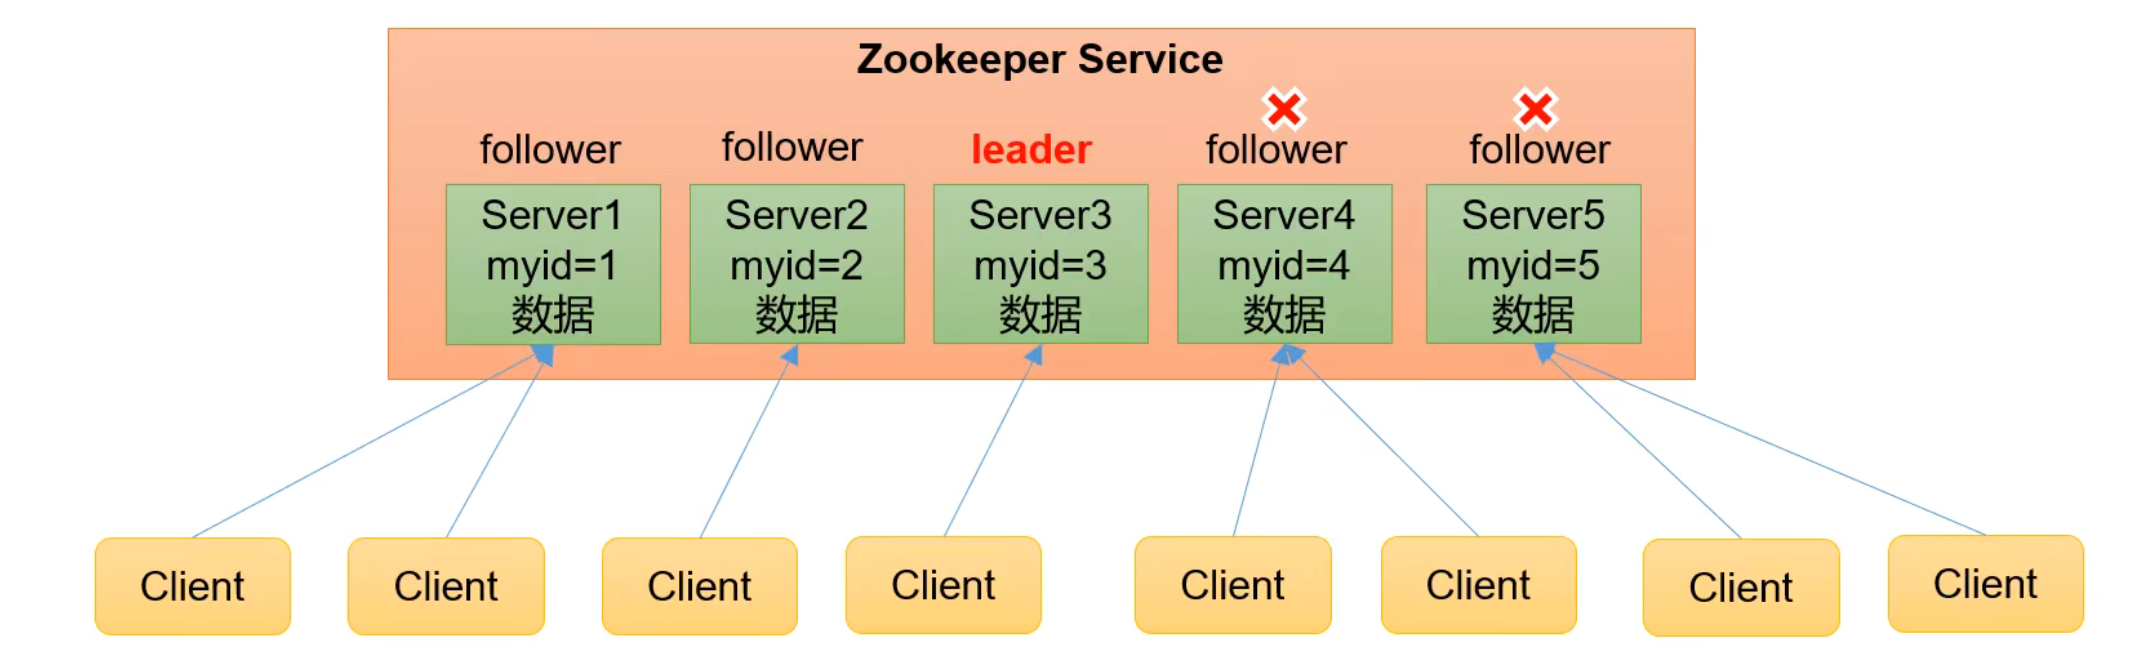 Zookeeper Service
follower
follower
leader
follower
follower
Server1
myid=1
数据
Server2
myid=2
数据
Server3
myid=3
数据
Server4
myid=4
数据
Server5
myid=5
数据
Client
Client
Client
Client
Client
Client
Client
Client